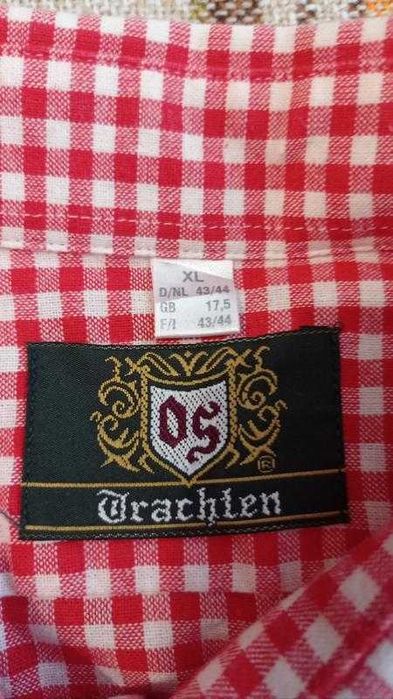 XL
D/NL 43/44
GB 17,5
F/I 43/44
OS
®
Trachten